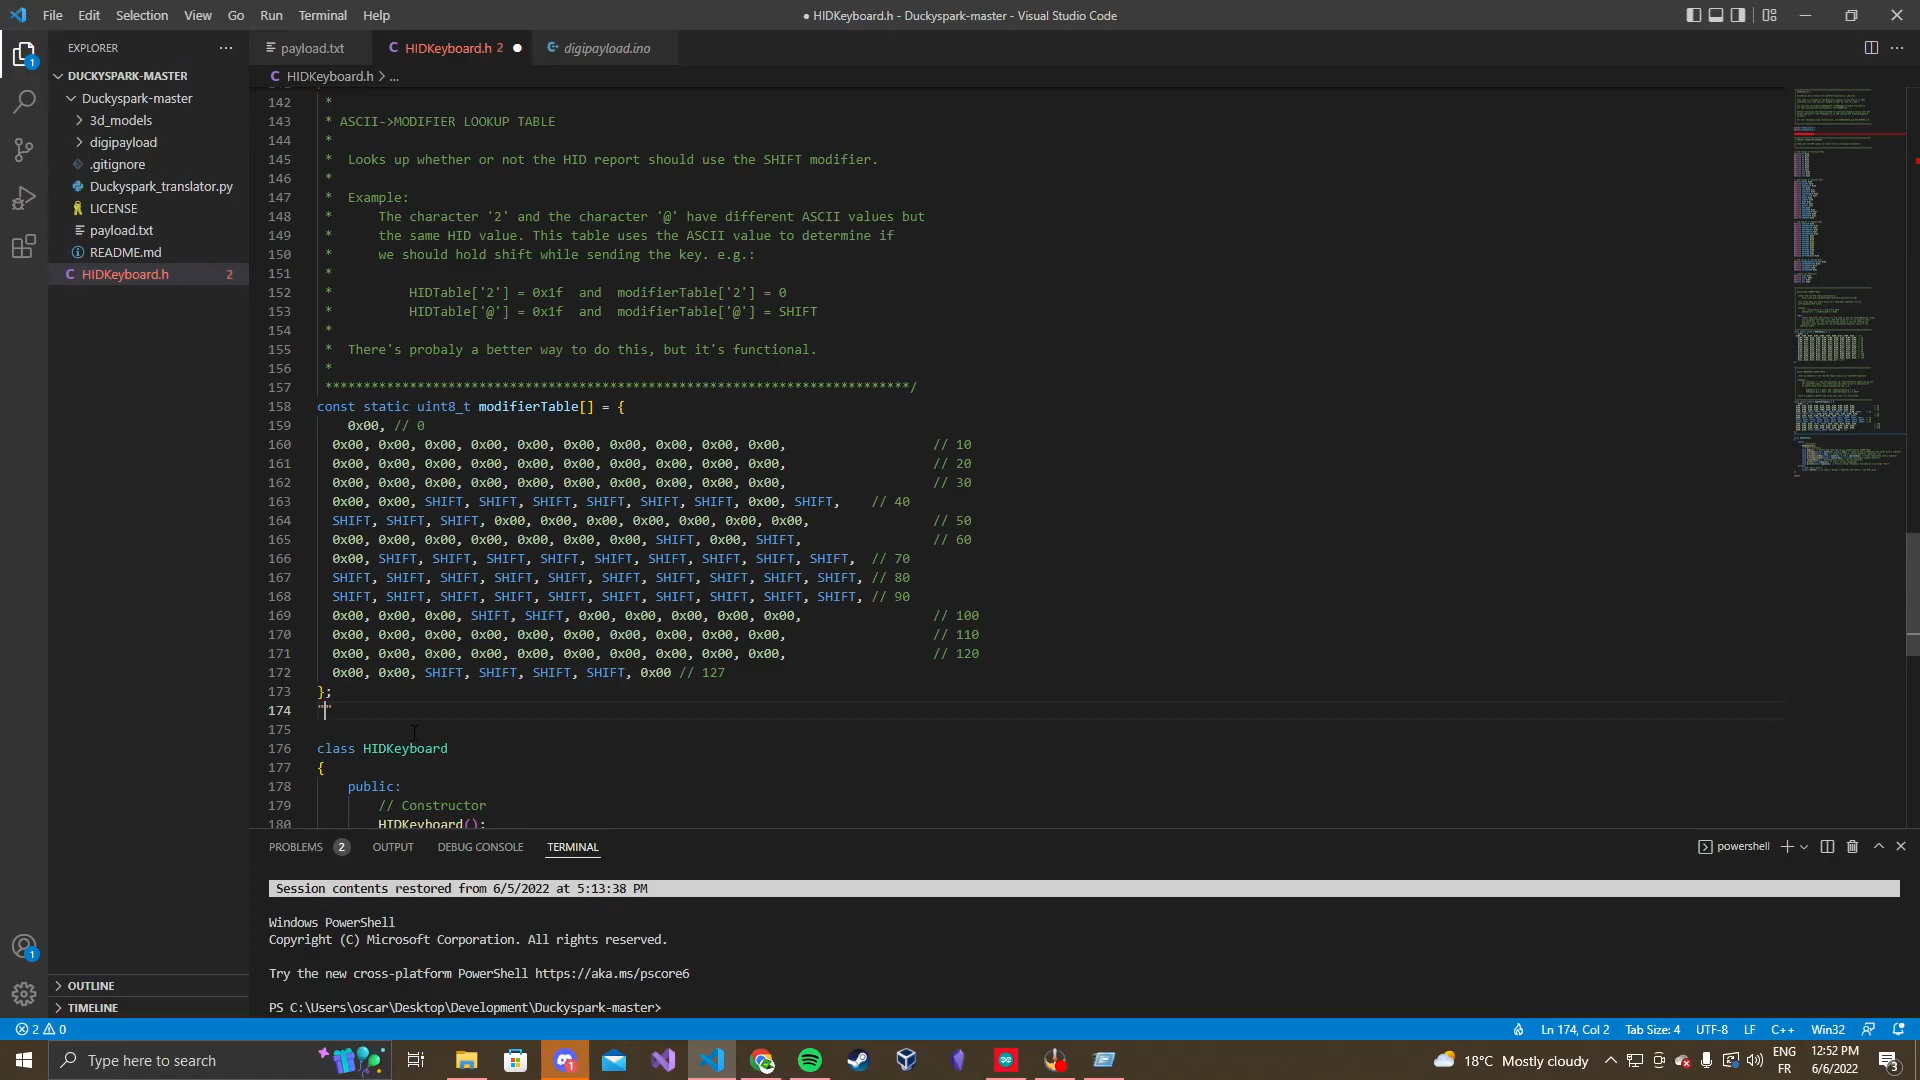 File Edit Selection View Go Run Terminal Help
● HIDKeyboard.h - Duckyspark-master - Visual Studio Code
EXPLORER
payload.txt
HIDKeyboard.h 2
digipayload.ino
HIDKeyboard.h > ...
DUCKYSPARK-MASTER
Duckyspark-master
3d_models
digipayload
.gitignore
Duckyspark_translator.py
LICENSE
payload.txt
README.md
HIDKeyboard.h 2
OUTLINE
TIMELINE
142 *
143 * ASCII->MODIFIER LOOKUP TABLE
144 *
145 * Looks up whether or not the HID report should use the SHIFT modifier.
146 *
147 * Example:
148 * The character '2' and the character '@' have different ASCII values but
149 * the same HID value. This table uses the ASCII value to determine if
150 * we should hold shift while sending the key. e.g.:
151 *
152 * HIDTable['2'] = 0x1f and modifierTable['2'] = 0
153 * HIDTable['@'] = 0x1f and modifierTable['@'] = SHIFT
154 *
155 * There's probaly a better way to do this, but it's functional.
156 *
157 ****************************************************************************/
158 const static uint8_t modifierTable[] = {
159 0x00, // 0
160 0x00, 0x00, 0x00, 0x00, 0x00, 0x00, 0x00, 0x00, 0x00, 0x00, // 10
161 0x00, 0x00, 0x00, 0x00, 0x00, 0x00, 0x00, 0x00, 0x00, 0x00, // 20
162 0x00, 0x00, 0x00, 0x00, 0x00, 0x00, 0x00, 0x00, 0x00, 0x00, // 30
163 0x00, 0x00, SHIFT, SHIFT, SHIFT, SHIFT, SHIFT, SHIFT, 0x00, SHIFT, // 40
164 SHIFT, SHIFT, SHIFT, 0x00, 0x00, 0x00, 0x00, 0x00, 0x00, 0x00, // 50
165 0x00, 0x00, 0x00, 0x00, 0x00, 0x00, 0x00, SHIFT, 0x00, SHIFT, // 60
166 0x00, SHIFT, SHIFT, SHIFT, SHIFT, SHIFT, SHIFT, SHIFT, SHIFT, SHIFT, // 70
167 SHIFT, SHIFT, SHIFT, SHIFT, SHIFT, SHIFT, SHIFT, SHIFT, SHIFT, SHIFT, // 80
168 SHIFT, SHIFT, SHIFT, SHIFT, SHIFT, SHIFT, SHIFT, SHIFT, SHIFT, SHIFT, // 90
169 0x00, 0x00, 0x00, SHIFT, SHIFT, 0x00, 0x00, 0x00, 0x00, 0x00, // 100
170 0x00, 0x00, 0x00, 0x00, 0x00, 0x00, 0x00, 0x00, 0x00, 0x00, // 110
171 0x00, 0x00, 0x00, 0x00, 0x00, 0x00, 0x00, 0x00, 0x00, 0x00, // 120
172 0x00, 0x00, SHIFT, SHIFT, SHIFT, SHIFT, 0x00 // 127
173 };
174 ""
175
176 class HIDKeyboard
177 {
178 public:
179 // Constructor
180 HIDKeyboard();
PROBLEMS 2 OUTPUT DEBUG CONSOLE TERMINAL
powershell
Session contents restored from 6/5/2022 at 5:13:38 PM
Windows PowerShell
Copyright (C) Microsoft Corporation. All rights reserved.
Try the new cross-platform PowerShell https://aka.ms/pscore6
PS C:\Users\oscar\Desktop\Development\Duckyspark-master>
2 0
Ln 174, Col 2 Tab Size: 4 UTF-8 LF C++ Win32
Type here to search
18°C Mostly cloudy
ENG
FR
12:52 PM
6/6/2022
3